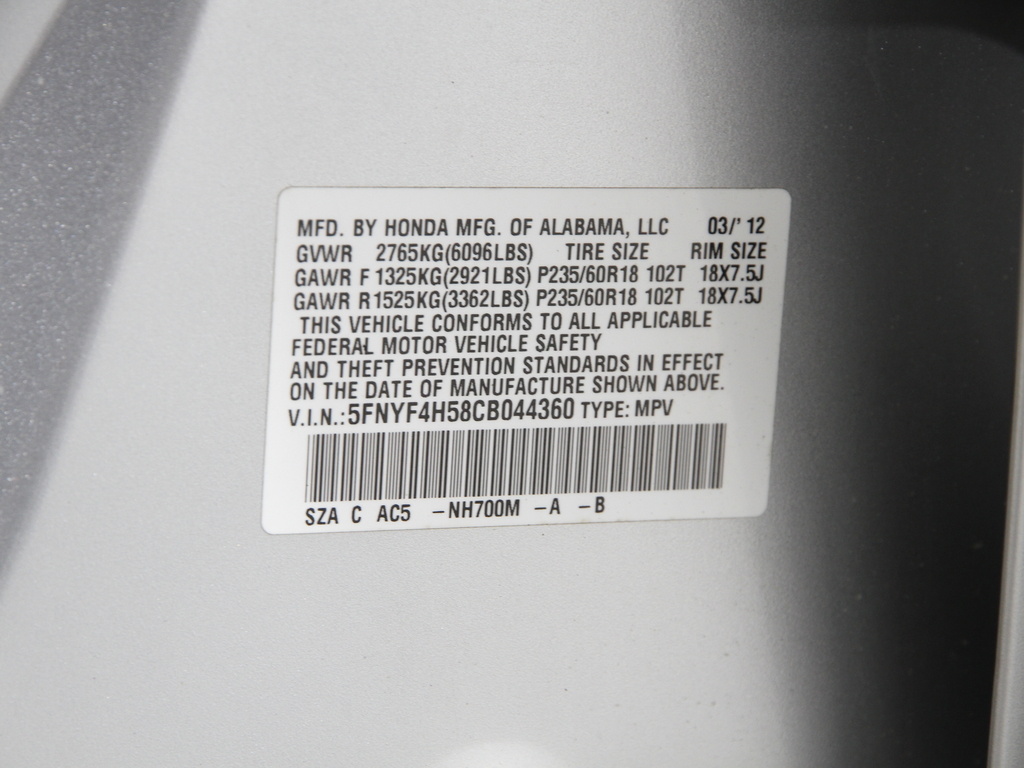 MFD. BY HONDA MFG. OF ALABAMA, LLC 03/' 12
GVWR 2765KG(6096LBS) TIRE SIZE RIM SIZE
GAWR F 1325KG(2921LBS) P235/60R18 102T 18X7.5J
GAWR R1525KG(3362LBS) P235/60R18 102T 18X7.5J
THIS VEHICLE CONFORMS TO ALL APPLICABLE
FEDERAL MOTOR VEHICLE SAFETY
AND THEFT PREVENTION STANDARDS IN EFFECT
ON THE DATE OF MANUFACTURE SHOWN ABOVE.
V.I.N.:5FNYF4H58CB044360 TYPE: MPV
SZA C AC5 -NH700M -A -B